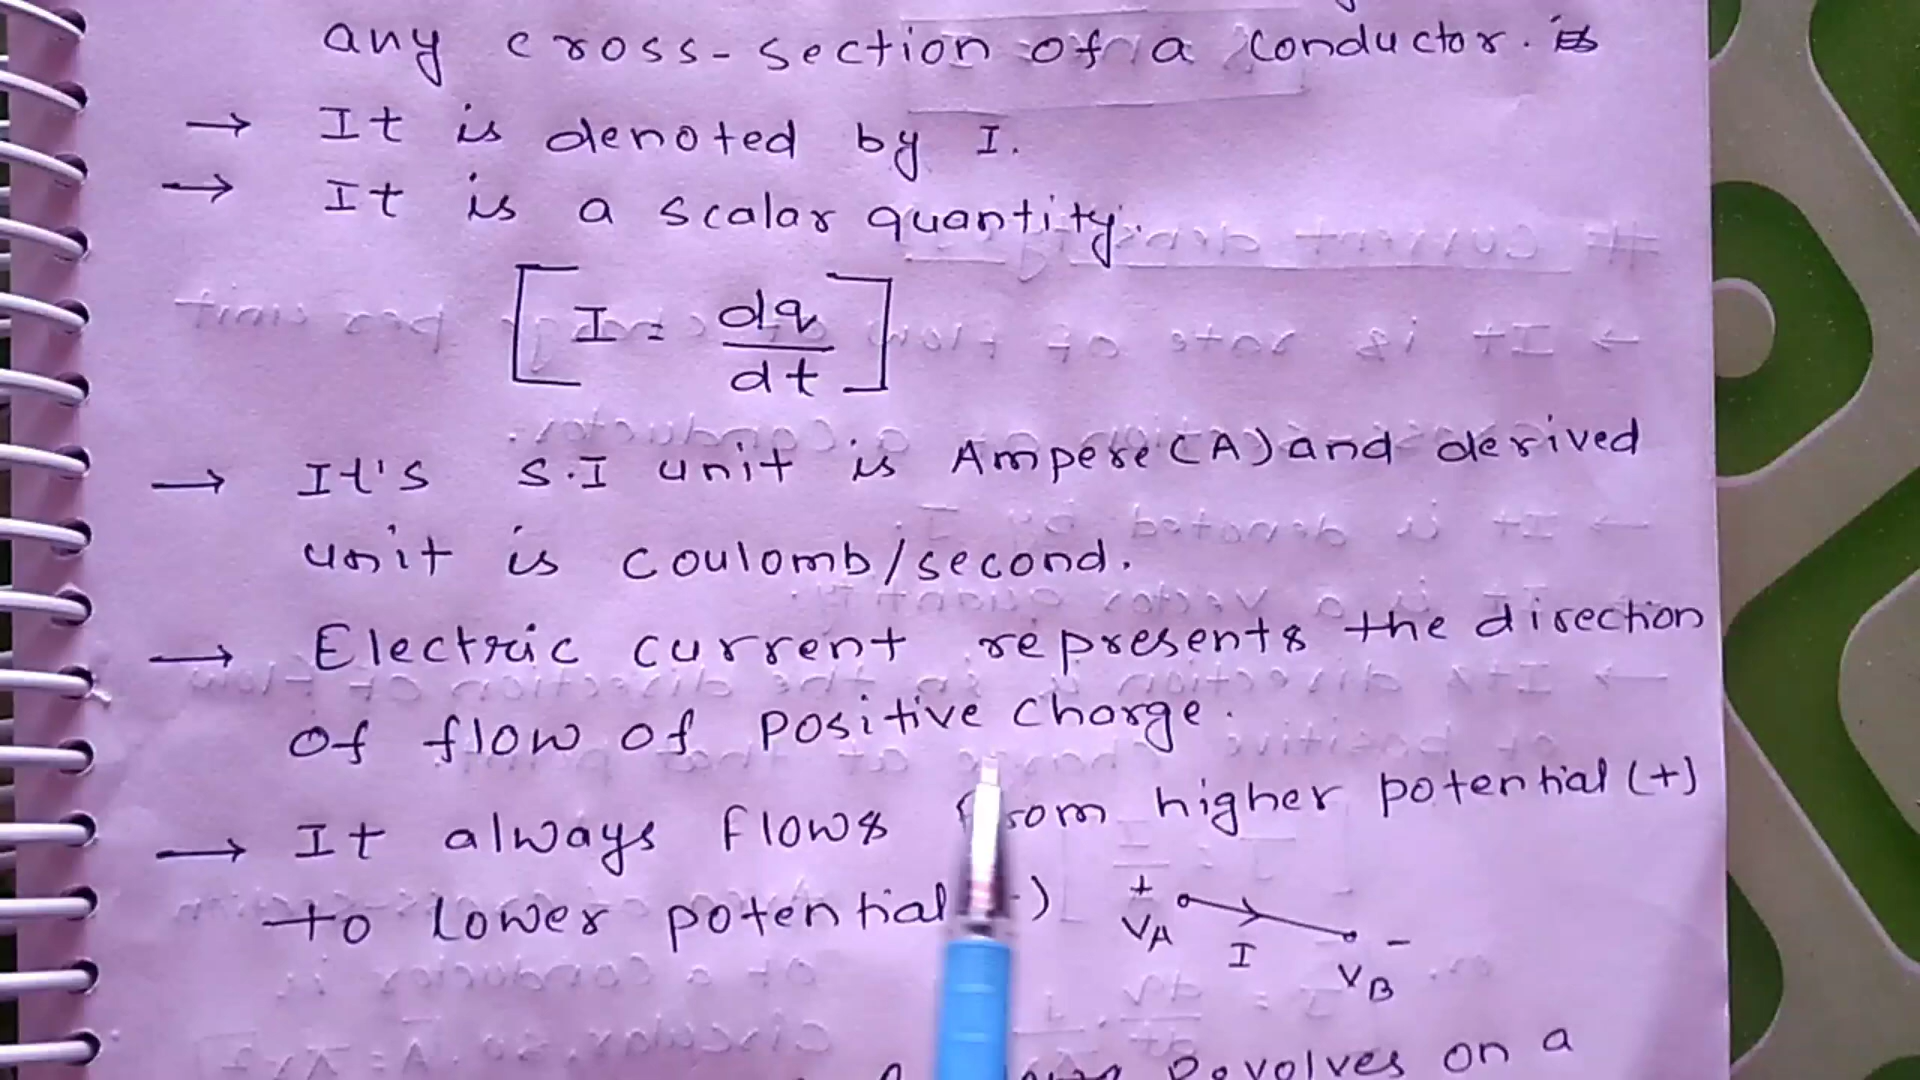 any cross-section of a conductor. is
→ It is denoted by I.
→ It is a scalar quantity.
[I = dq/dt]
→ It's S.I unit is Ampere(A) and derived
unit is coulomb/second.
→ Electric current represents the direction
of flow of positive charge.
→ It always flows from higher potential (+)
to lower potential (-)
+ VA I - VB
revolves on a